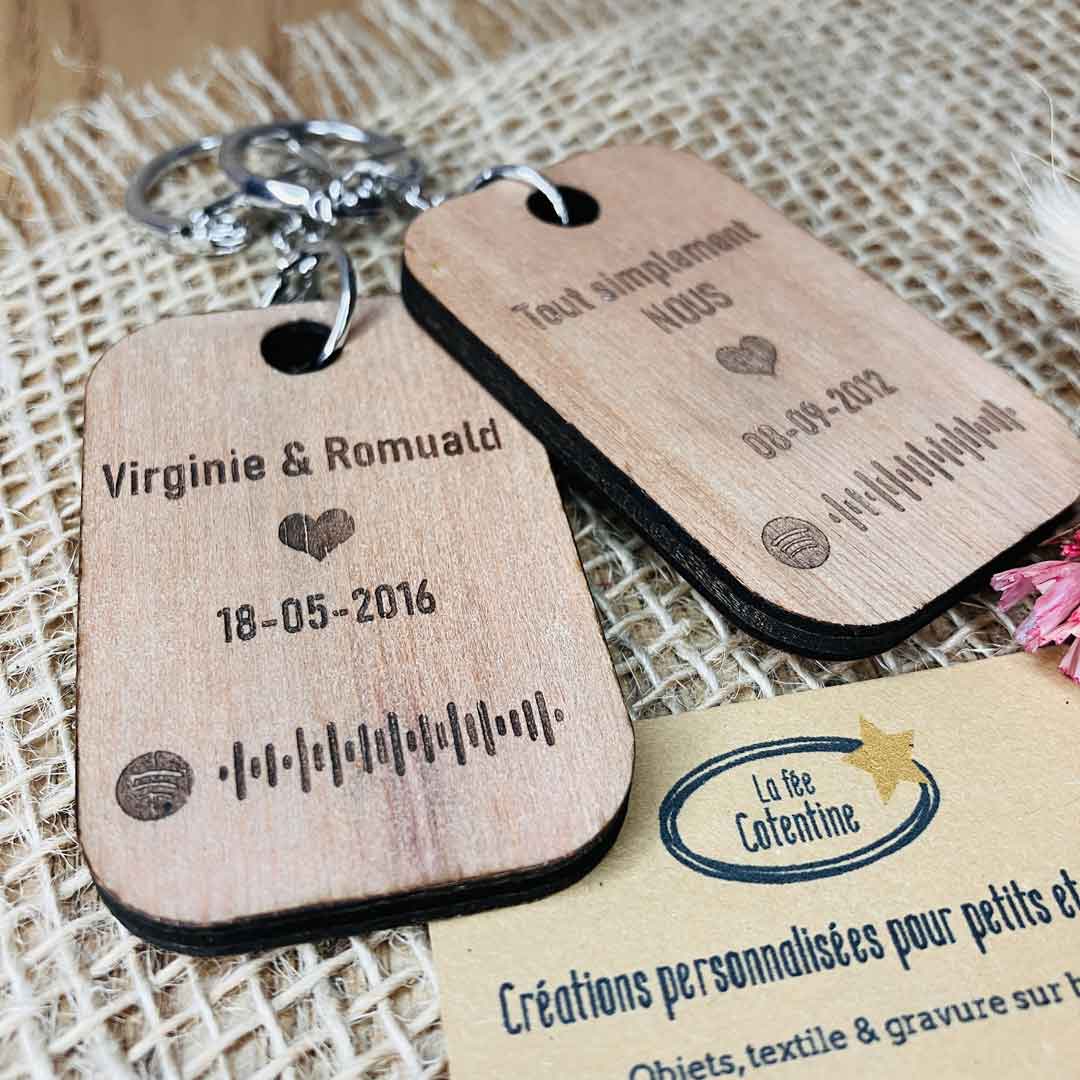 Virginie & Romuald
18-05-2016
Tout simplement
NOUS
08-09-2012
La fée
Cotentine
Créations personnalisées pour petits et
Objets, textile & gravure sur